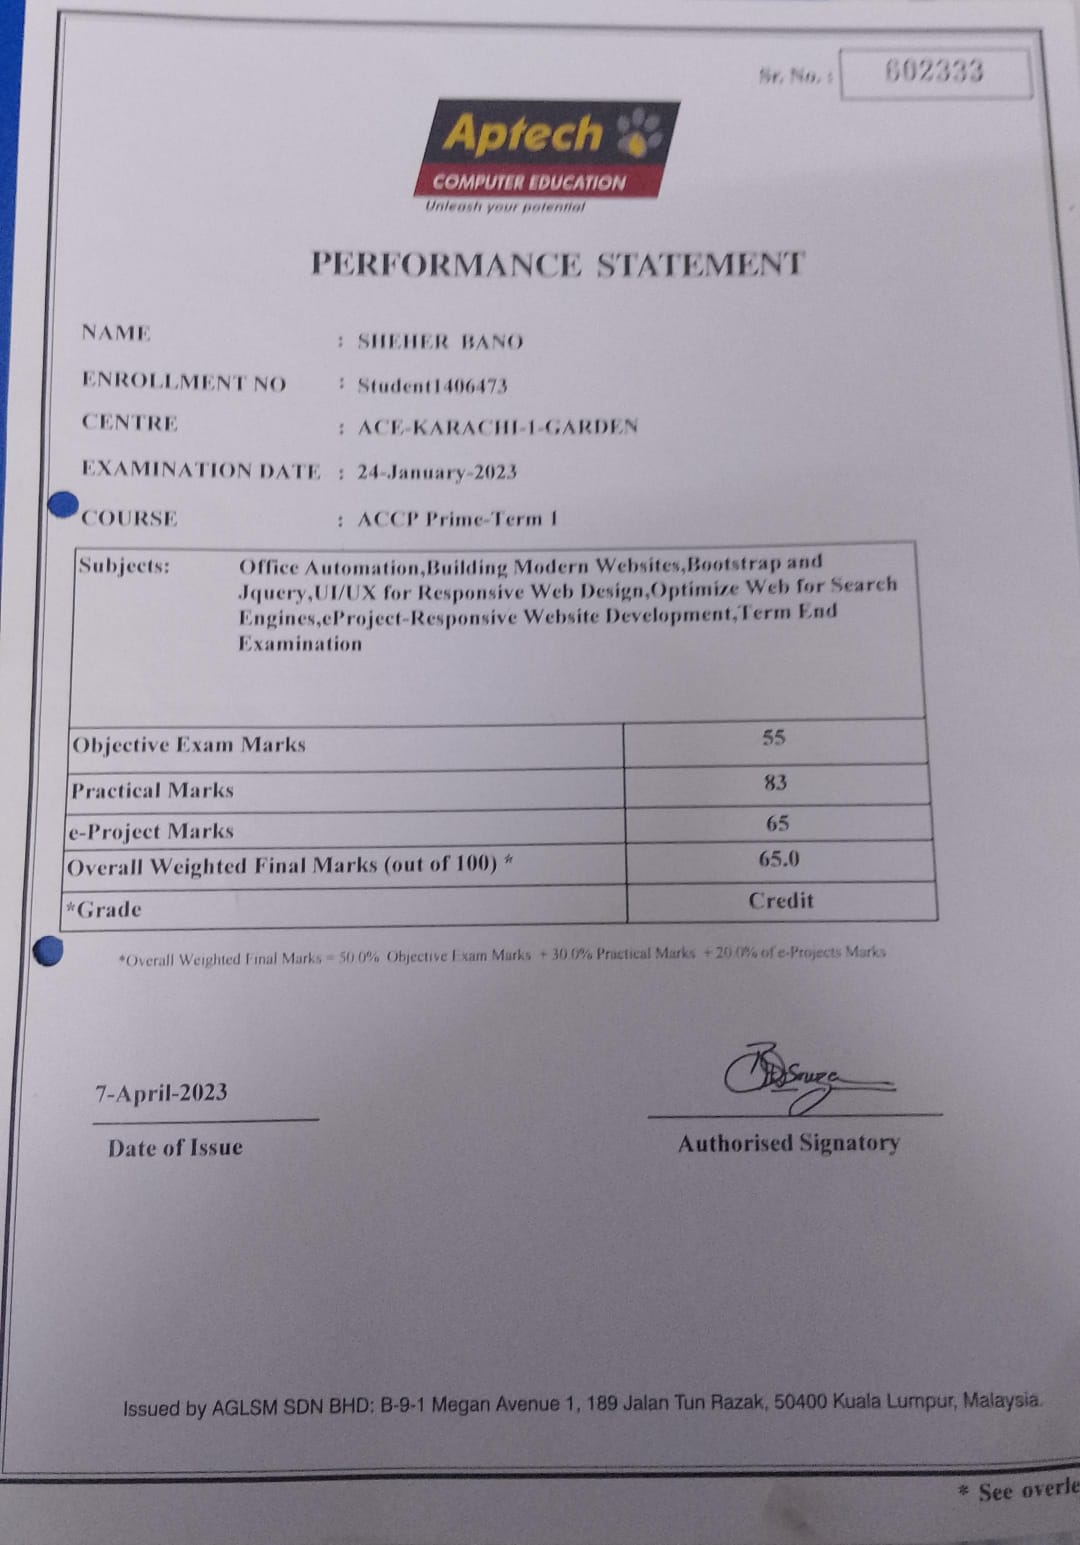 Sr. No. : 602333
Aptech
COMPUTER EDUCATION
Unleash your potential
PERFORMANCE STATEMENT
NAME : SHEHER BANO
ENROLLMENT NO : Student1406473
CENTRE : ACE-KARACHI-1-GARDEN
EXAMINATION DATE : 24-January-2023
COURSE : ACCP Prime-Term 1
Subjects: Office Automation,Building Modern Websites,Bootstrap and
Jquery,UI/UX for Responsive Web Design,Optimize Web for Search
Engines,eProject-Responsive Website Development,Term End
Examination
Objective Exam Marks 55
Practical Marks 83
e-Project Marks 65
Overall Weighted Final Marks (out of 100) * 65.0
*Grade Credit
*Overall Weighted Final Marks = 50.0% Objective Exam Marks + 30.0% Practical Marks + 20.0% of e-Projects Marks
7-April-2023
Date of Issue
Authorised Signatory
Issued by AGLSM SDN BHD: B-9-1 Megan Avenue 1, 189 Jalan Tun Razak, 50400 Kuala Lumpur, Malaysia.
* See overle